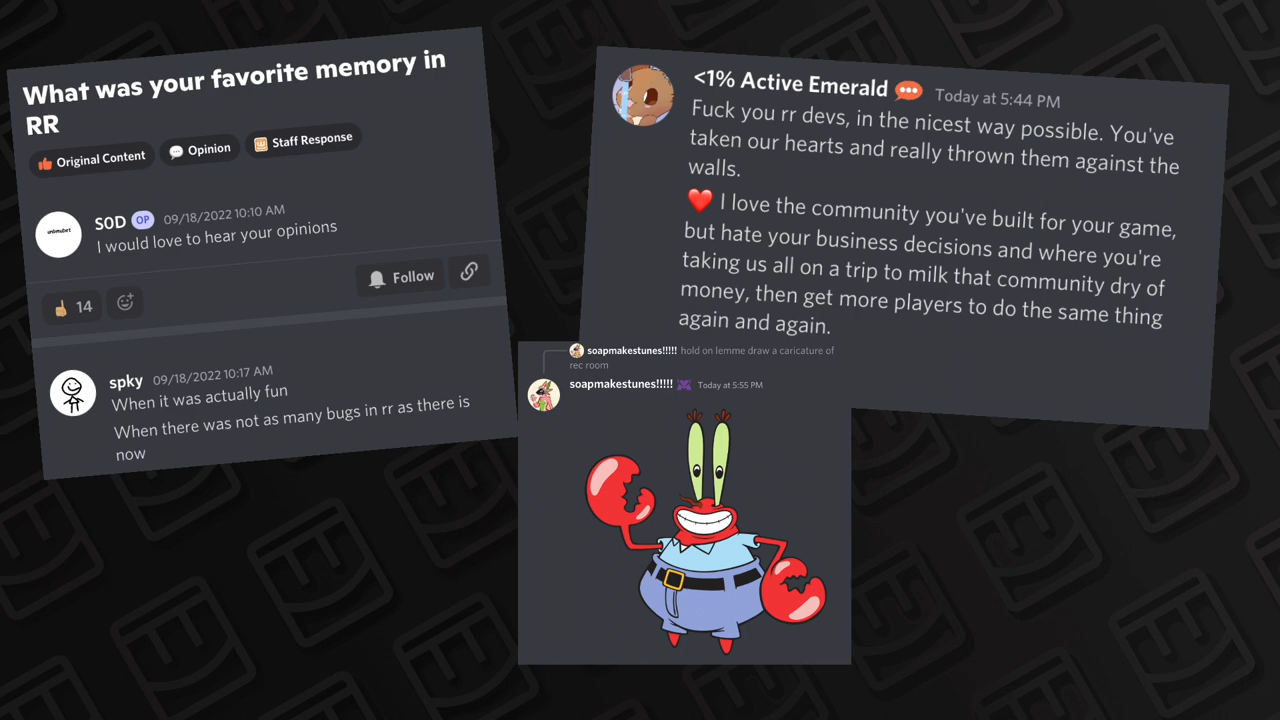 What was your favorite memory in
RR
Original Content
Opinion
Staff Response
S0D OP 09/18/2022 10:10 AM
I would love to hear your opinions
Follow
14
spky 09/18/2022 10:17 AM
When it was actually fun
When there was not as many bugs in rr as there is
now
<1% Active Emerald Today at 5:44 PM
Fuck you rr devs, in the nicest way possible. You've
taken our hearts and really thrown them against the
walls.
❤️ I love the community you've built for your game,
but hate your business decisions and where you're
taking us all on a trip to milk that community dry of
money, then get more players to do the same thing
again and again.
soapmakestunes!!!!! hold on lemme draw a caricature of
rec room
soapmakestunes!!!!! Today at 5:55 PM